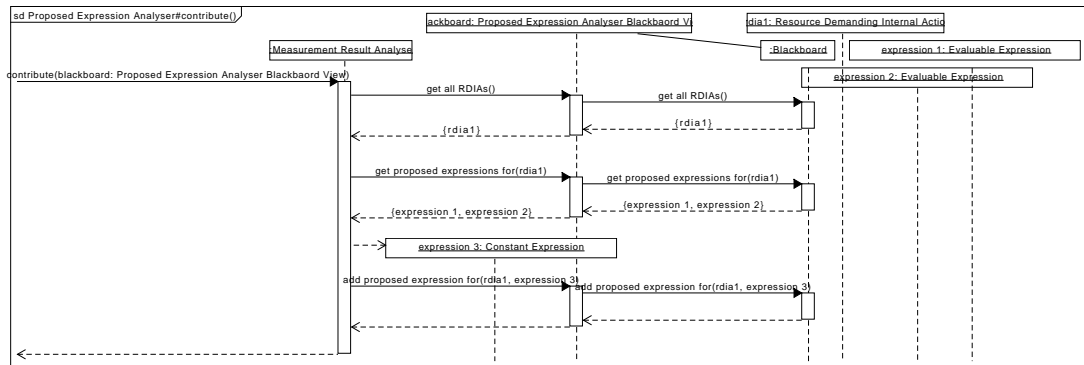 sd Proposed Expression Analyser#contribute()
ackboard: Proposed Expression Analyser Blackbaord Vi
rdia1: Resource Demanding Internal Actio
:Measurement Result Analyse
:Blackboard
expression 1: Evaluable Expression
contribute(blackboard: Proposed Expression Analyser Blackbaord View)
expression 2: Evaluable Expression
get all RDIAs()
get all RDIAs()
{rdia1}
{rdia1}
get proposed expressions for(rdia1)
get proposed expressions for(rdia1)
{expression 1, expression 2}
{expression 1, expression 2}
expression 3: Constant Expression
add proposed expression for(rdia1, expression 3)
add proposed expression for(rdia1, expression 3)